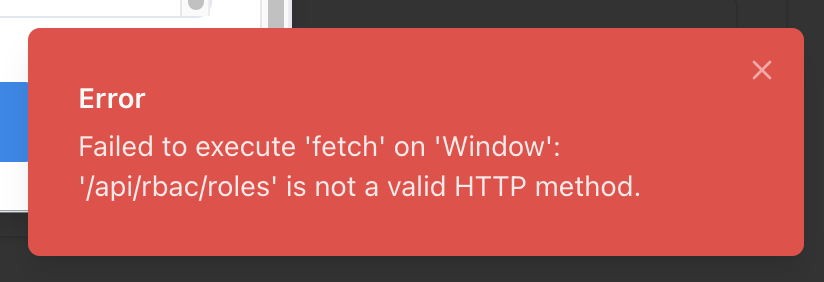 Error
Failed to execute 'fetch' on 'Window':
'/api/rbac/roles' is not a valid HTTP method.